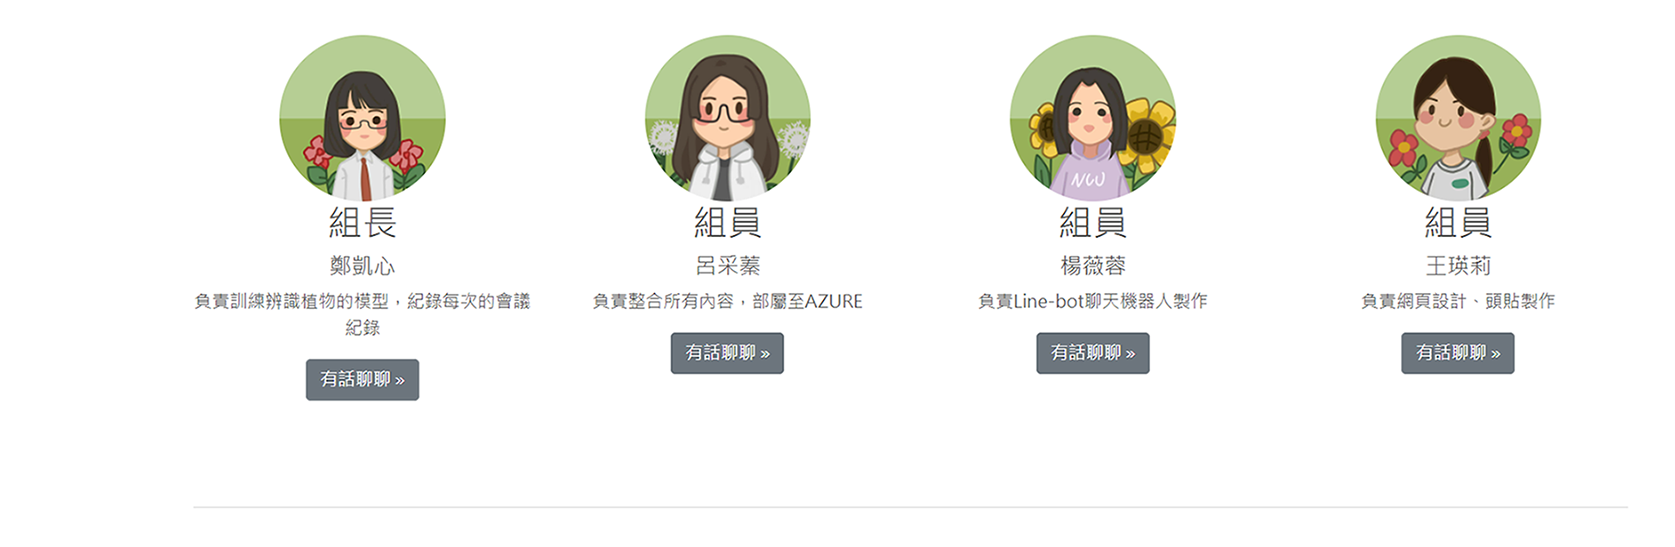 組長
鄭凱心
負責訓練辨識植物的模型，紀錄每次的會議
紀錄
有話聊聊 »
組員
呂采蓁
負責整合所有內容，部屬至AZURE
有話聊聊 »
NCU
組員
楊薇蓉
負責Line-bot聊天機器人製作
有話聊聊 »
組員
王瑛莉
負責網頁設計、頭貼製作
有話聊聊 »